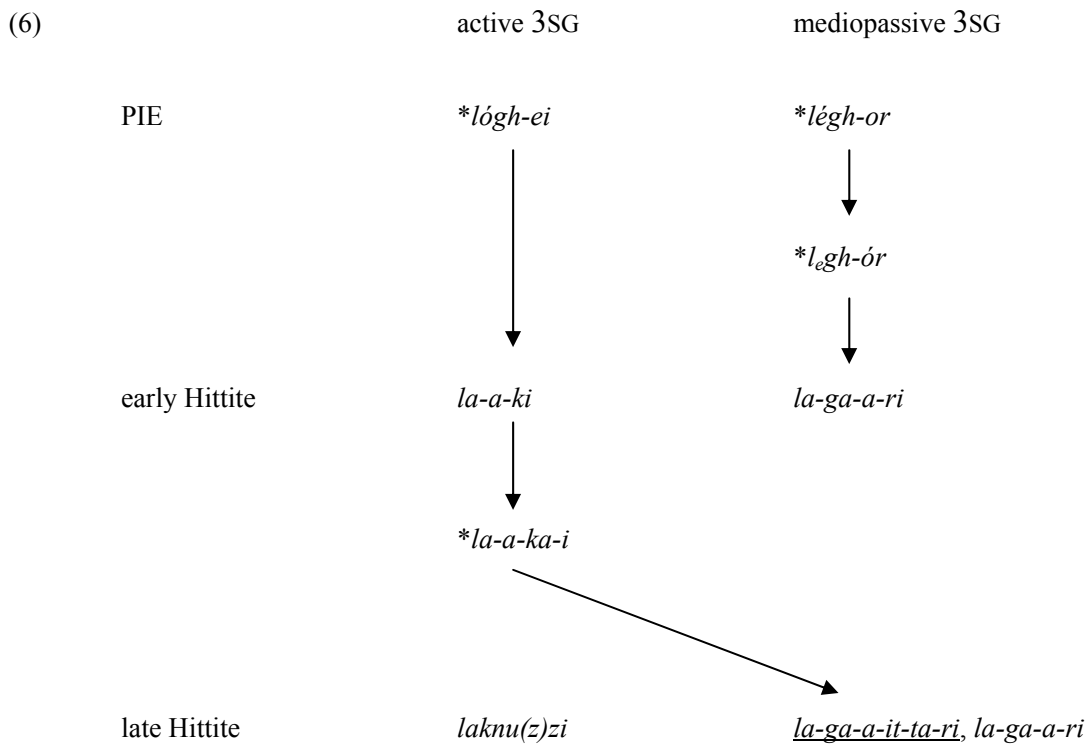 (6) active 3SG mediopassive 3SG
PIE *lógh-ei *légh-or
*lₑgh-ór
early Hittite la-a-ki la-ga-a-ri
*la-a-ka-i
late Hittite laknu(z)zi la-ga-a-it-ta-ri, la-ga-a-ri